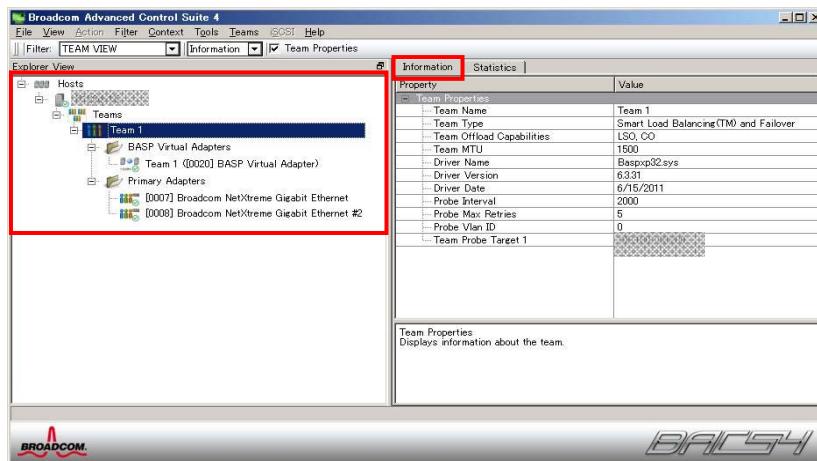 Broadcom Advanced Control Suite 4
File View Action Filter Context Tools Teams iSCSI Help
Filter: TEAM VIEW Information Team Properties
Explorer View
Hosts
Teams
Team 1
BASP Virtual Adapters
Team 1 ([0020] BASP Virtual Adapter)
Primary Adapters
[0007] Broadcom NetXtreme Gigabit Ethernet
[0008] Broadcom NetXtreme Gigabit Ethernet #2
Information Statistics
Property Value
Team Properties
Team Name Team 1
Team Type Smart Load Balancing(TM) and Failover
Team Offload Capabilities LSO, CO
Team MTU 1500
Driver Name Baspxp32.sys
Driver Version 6.3.31
Driver Date 6/15/2011
Probe Interval 2000
Probe Max Retries 5
Probe Vlan ID 0
Team Probe Target 1
Team Properties
Displays information about the team.
BROADCOM.
BACS4